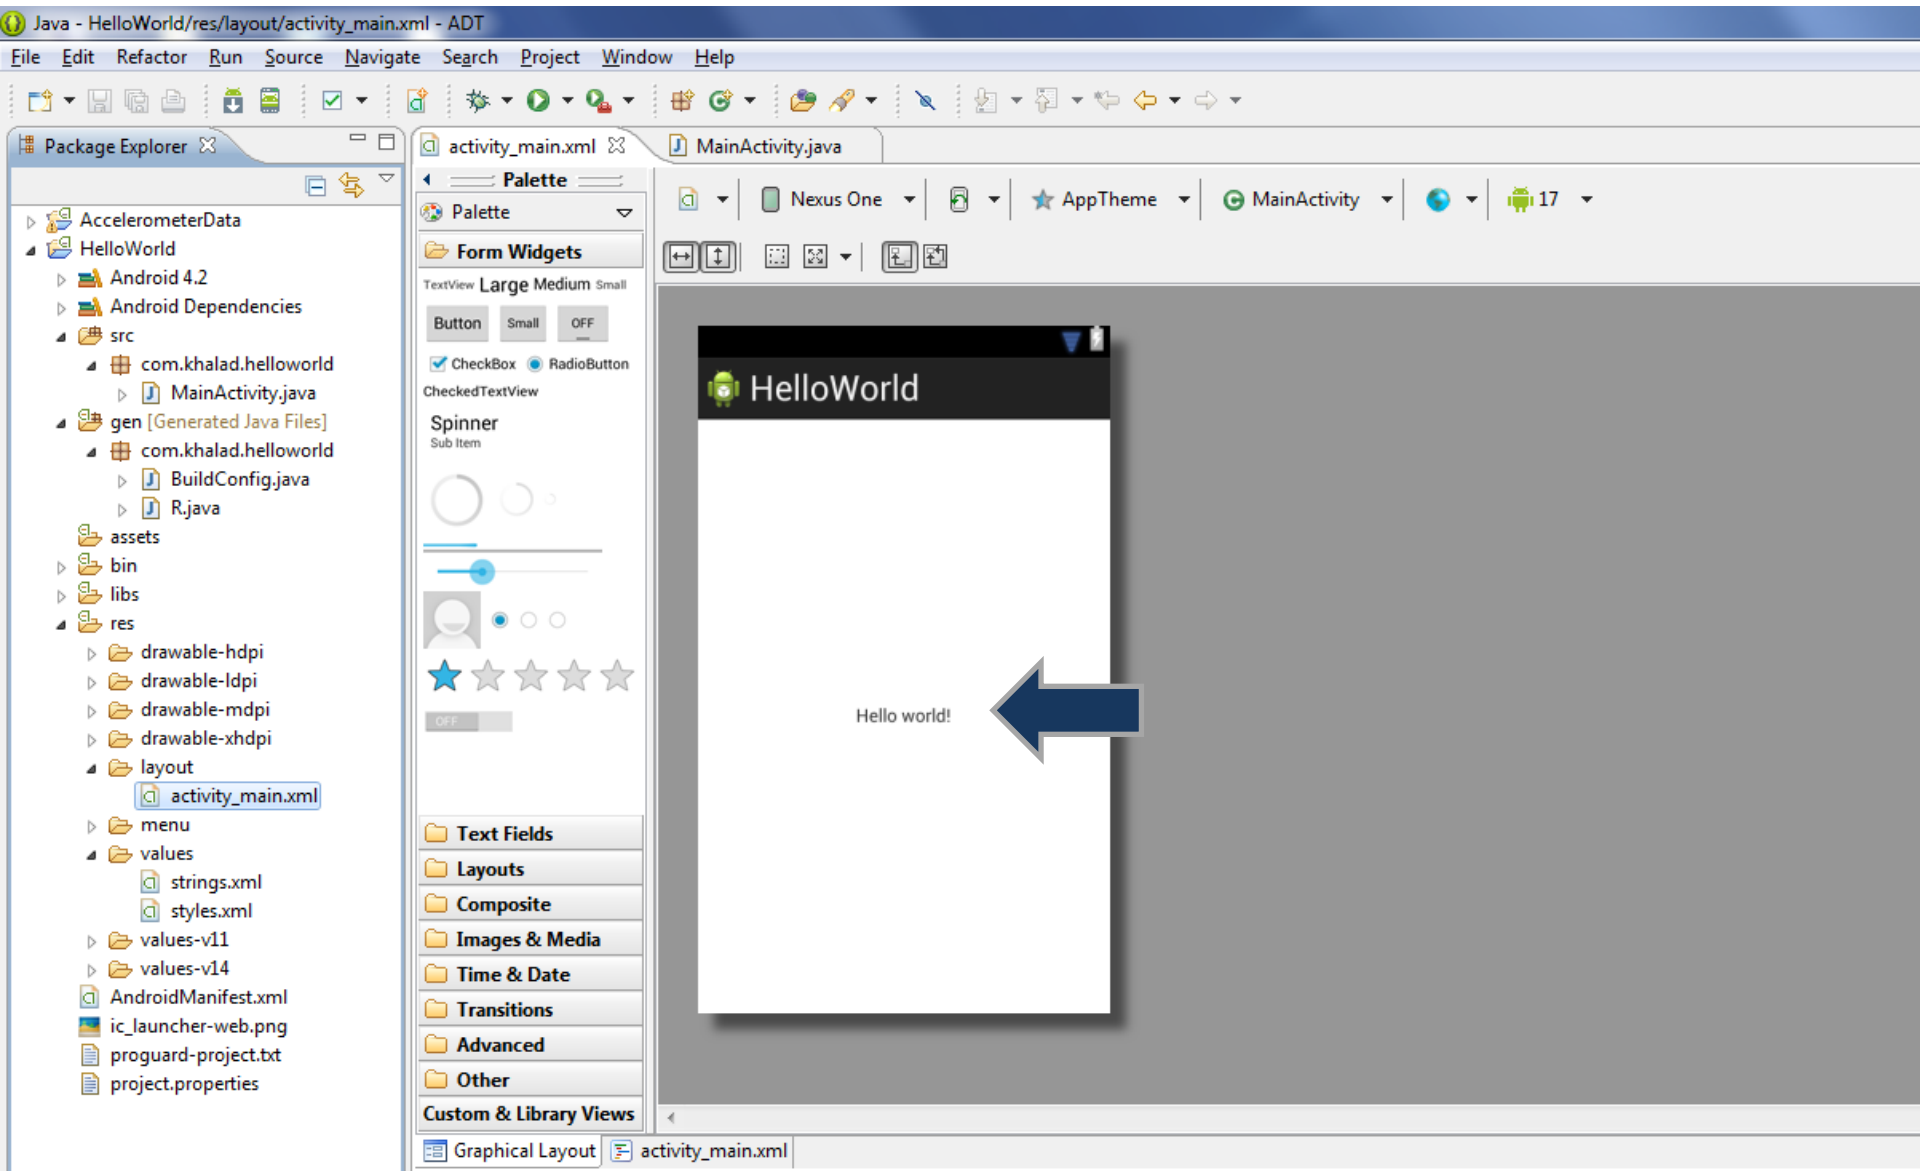 Java - HelloWorld/res/layout/activity_main.xml - ADT
File Edit Refactor Run Source Navigate Search Project Window Help
Package Explorer
AccelerometerData
HelloWorld
Android 4.2
Android Dependencies
src
com.khalad.helloworld
MainActivity.java
gen [Generated Java Files]
com.khalad.helloworld
BuildConfig.java
R.java
assets
bin
libs
res
drawable-hdpi
drawable-ldpi
drawable-mdpi
drawable-xhdpi
layout
activity_main.xml
menu
values
strings.xml
styles.xml
values-v11
values-v14
AndroidManifest.xml
ic_launcher-web.png
proguard-project.txt
project.properties
activity_main.xml MainActivity.java
Palette
Palette
Form Widgets
TextView Large Medium Small
Button Small OFF
CheckBox RadioButton
CheckedTextView
Spinner
Sub Item
OFF
Text Fields
Layouts
Composite
Images & Media
Time & Date
Transitions
Advanced
Other
Custom & Library Views
Nexus One AppTheme MainActivity 17
HelloWorld
Hello world!
Graphical Layout activity_main.xml